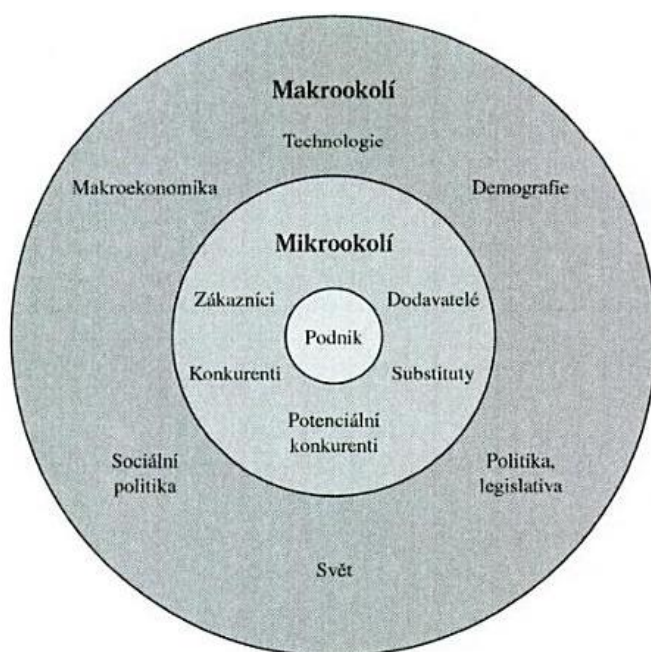 Makrookolí
Technologie
Makroekonomika
Demografie
Mikrookolí
Zákazníci
Dodavatelé
Podnik
Konkurenti
Substituty
Potenciální
konkurenti
Sociální
politika
Politika,
legislativa
Svět